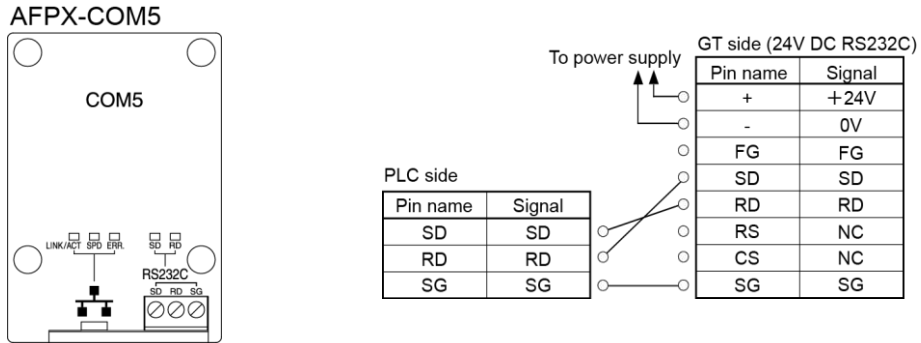 AFPX-COM5
COM5
LINK/ACT SPD ERR. SD RD
RS232C
SD RD SG
To power supply
GT side (24V DC RS232C)
Pin name Signal
+ +24V
- 0V
FG FG
SD SD
RD RD
RS NC
CS NC
SG SG
PLC side
Pin name Signal
SD SD
RD RD
SG SG